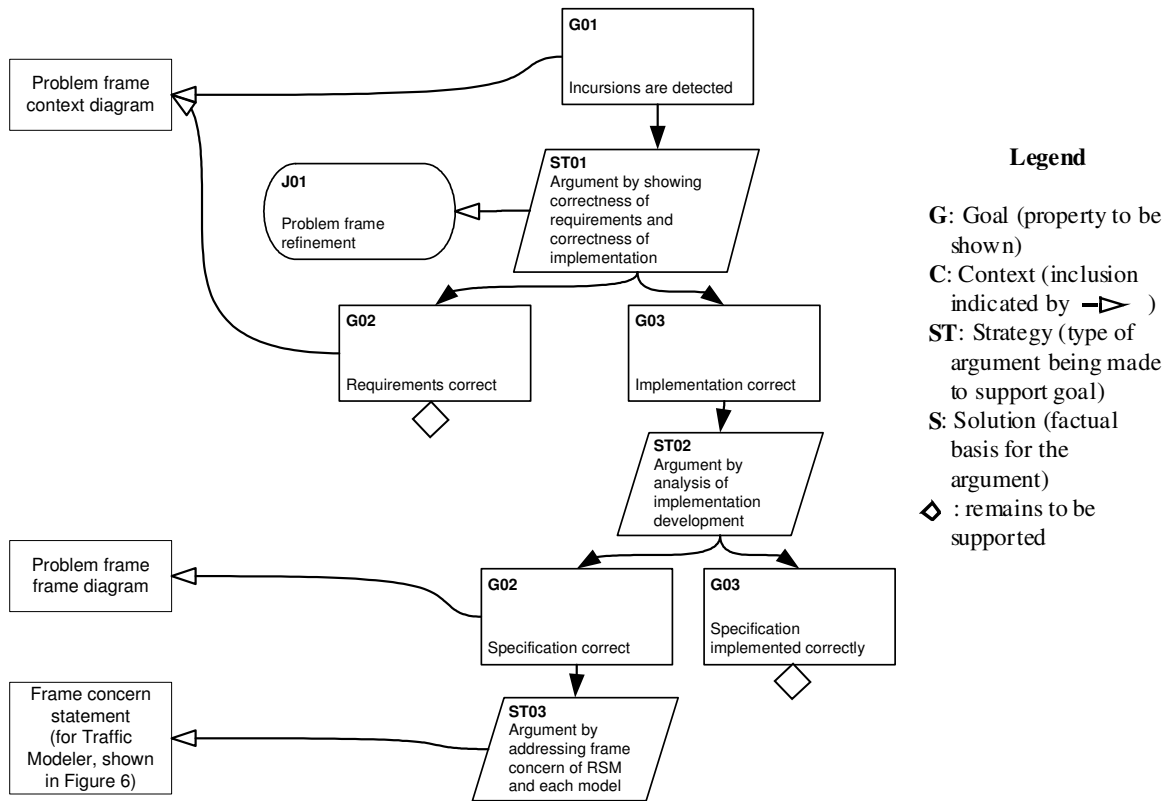 G01
Incursions are detected
Problem frame
context diagram
ST01
Argument by showing
correctness of
requirements and
correctness of
implementation
J01
Problem frame
refinement
G02
Requirements correct
G03
Implementation correct
ST02
Argument by
analysis of
implementation
development
Problem frame
frame diagram
G02
Specification correct
G03
Specification
implemented correctly
Frame concern
statement
(for Traffic
Modeler, shown
in Figure 6)
ST03
Argument by
addressing frame
concern of RSM
and each model
Legend
G: Goal (property to be
shown)
C: Context (inclusion
indicated by )
ST: Strategy (type of
argument being made
to support goal)
S: Solution (factual
basis for the
argument)
: remains to be
supported